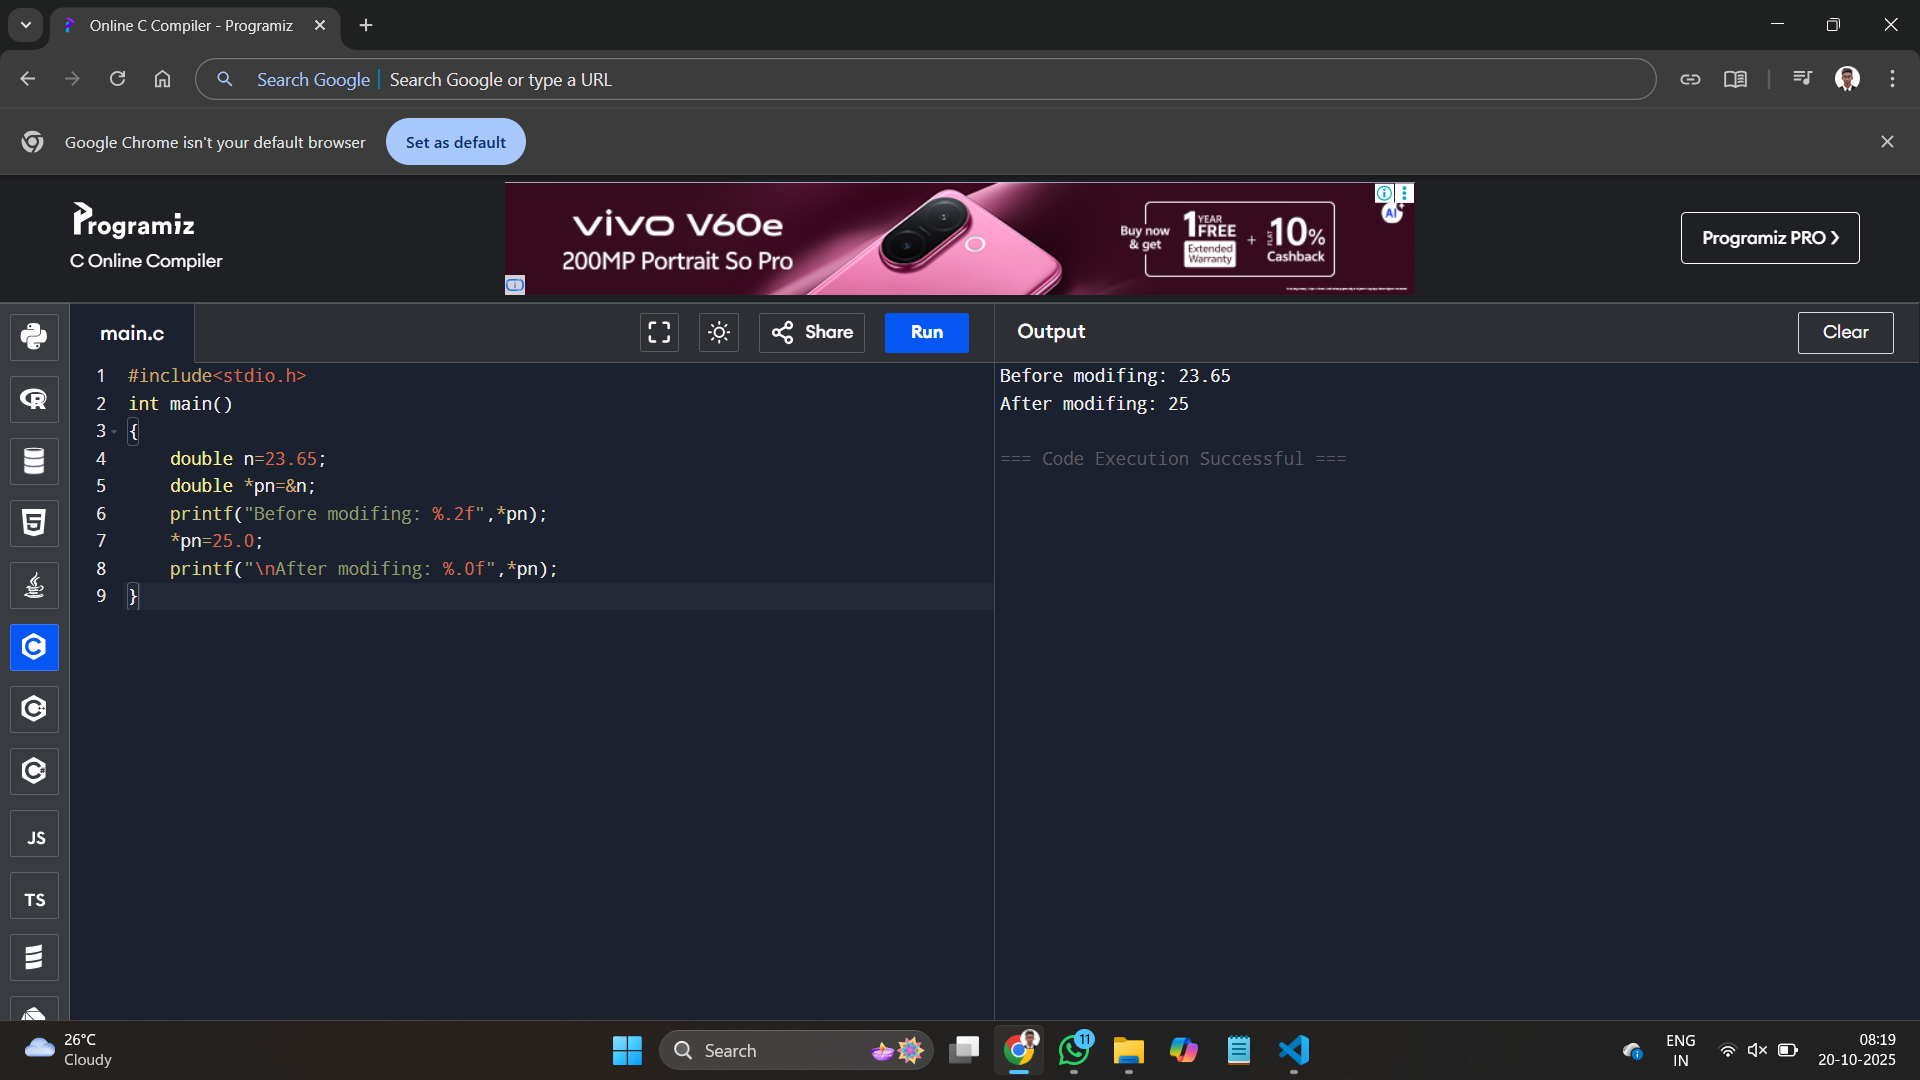 Online C Compiler - Programiz
Search Google | Search Google or type a URL
Google Chrome isn't your default browser
Set as default
Programiz
C Online Compiler
vivo V60e
200MP Portrait So Pro
Buy now
& get
1 YEAR
FREE
Extended
Warranty
+
FLAT 10%
Cashback
AI
Programiz PRO ❯
main.c
Share
Run
Output
Clear
1 #include<stdio.h>
2 int main()
3 {
4     double n=23.65;
5     double *pn=&n;
6     printf("Before modifing: %.2f",*pn);
7     *pn=25.0;
8     printf("\nAfter modifing: %.0f",*pn);
9 }
Before modifing: 23.65
After modifing: 25
=== Code Execution Successful ===
R
5
C
C
C
JS
TS
26°C
Cloudy
Search
11
ENG
IN
08:19
20-10-2025